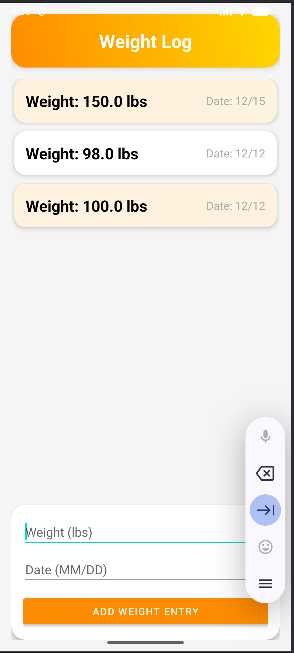 Weight Log
Weight: 150.0 lbs Date: 12/15
Weight: 98.0 lbs Date: 12/12
Weight: 100.0 lbs Date: 12/12
Weight (lbs)
Date (MM/DD)
ADD WEIGHT ENTRY